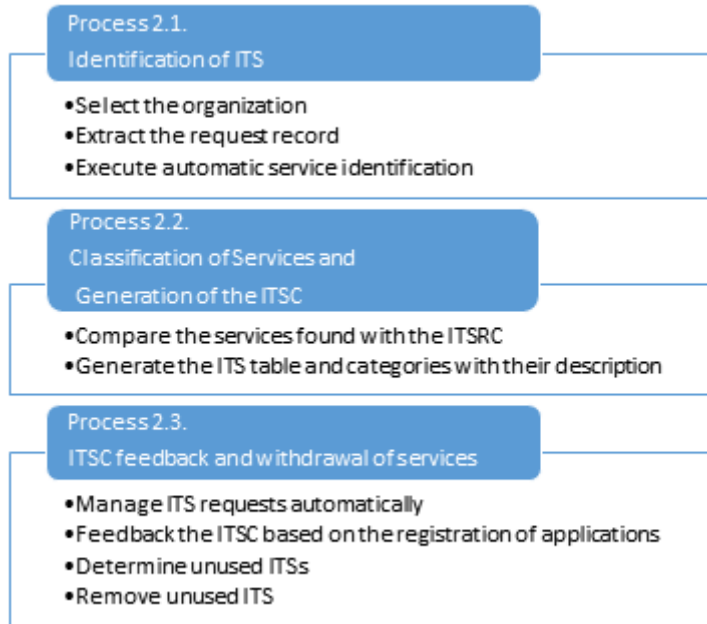 Process 2.1.
Identification of ITS
•Select the organization
•Extract the request record
•Execute automatic service identification
Process 2.2.
Classification of Services and
Generation of the ITSC
•Compare the services found with the ITSRC
•Generate the ITS table and categories with their description
Process 2.3.
ITSC feedback and withdrawal of services
•Manage ITS requests automatically
•Feedback the ITSC based on the registration of applications
•Determine unused ITSs
•Remove unused ITS